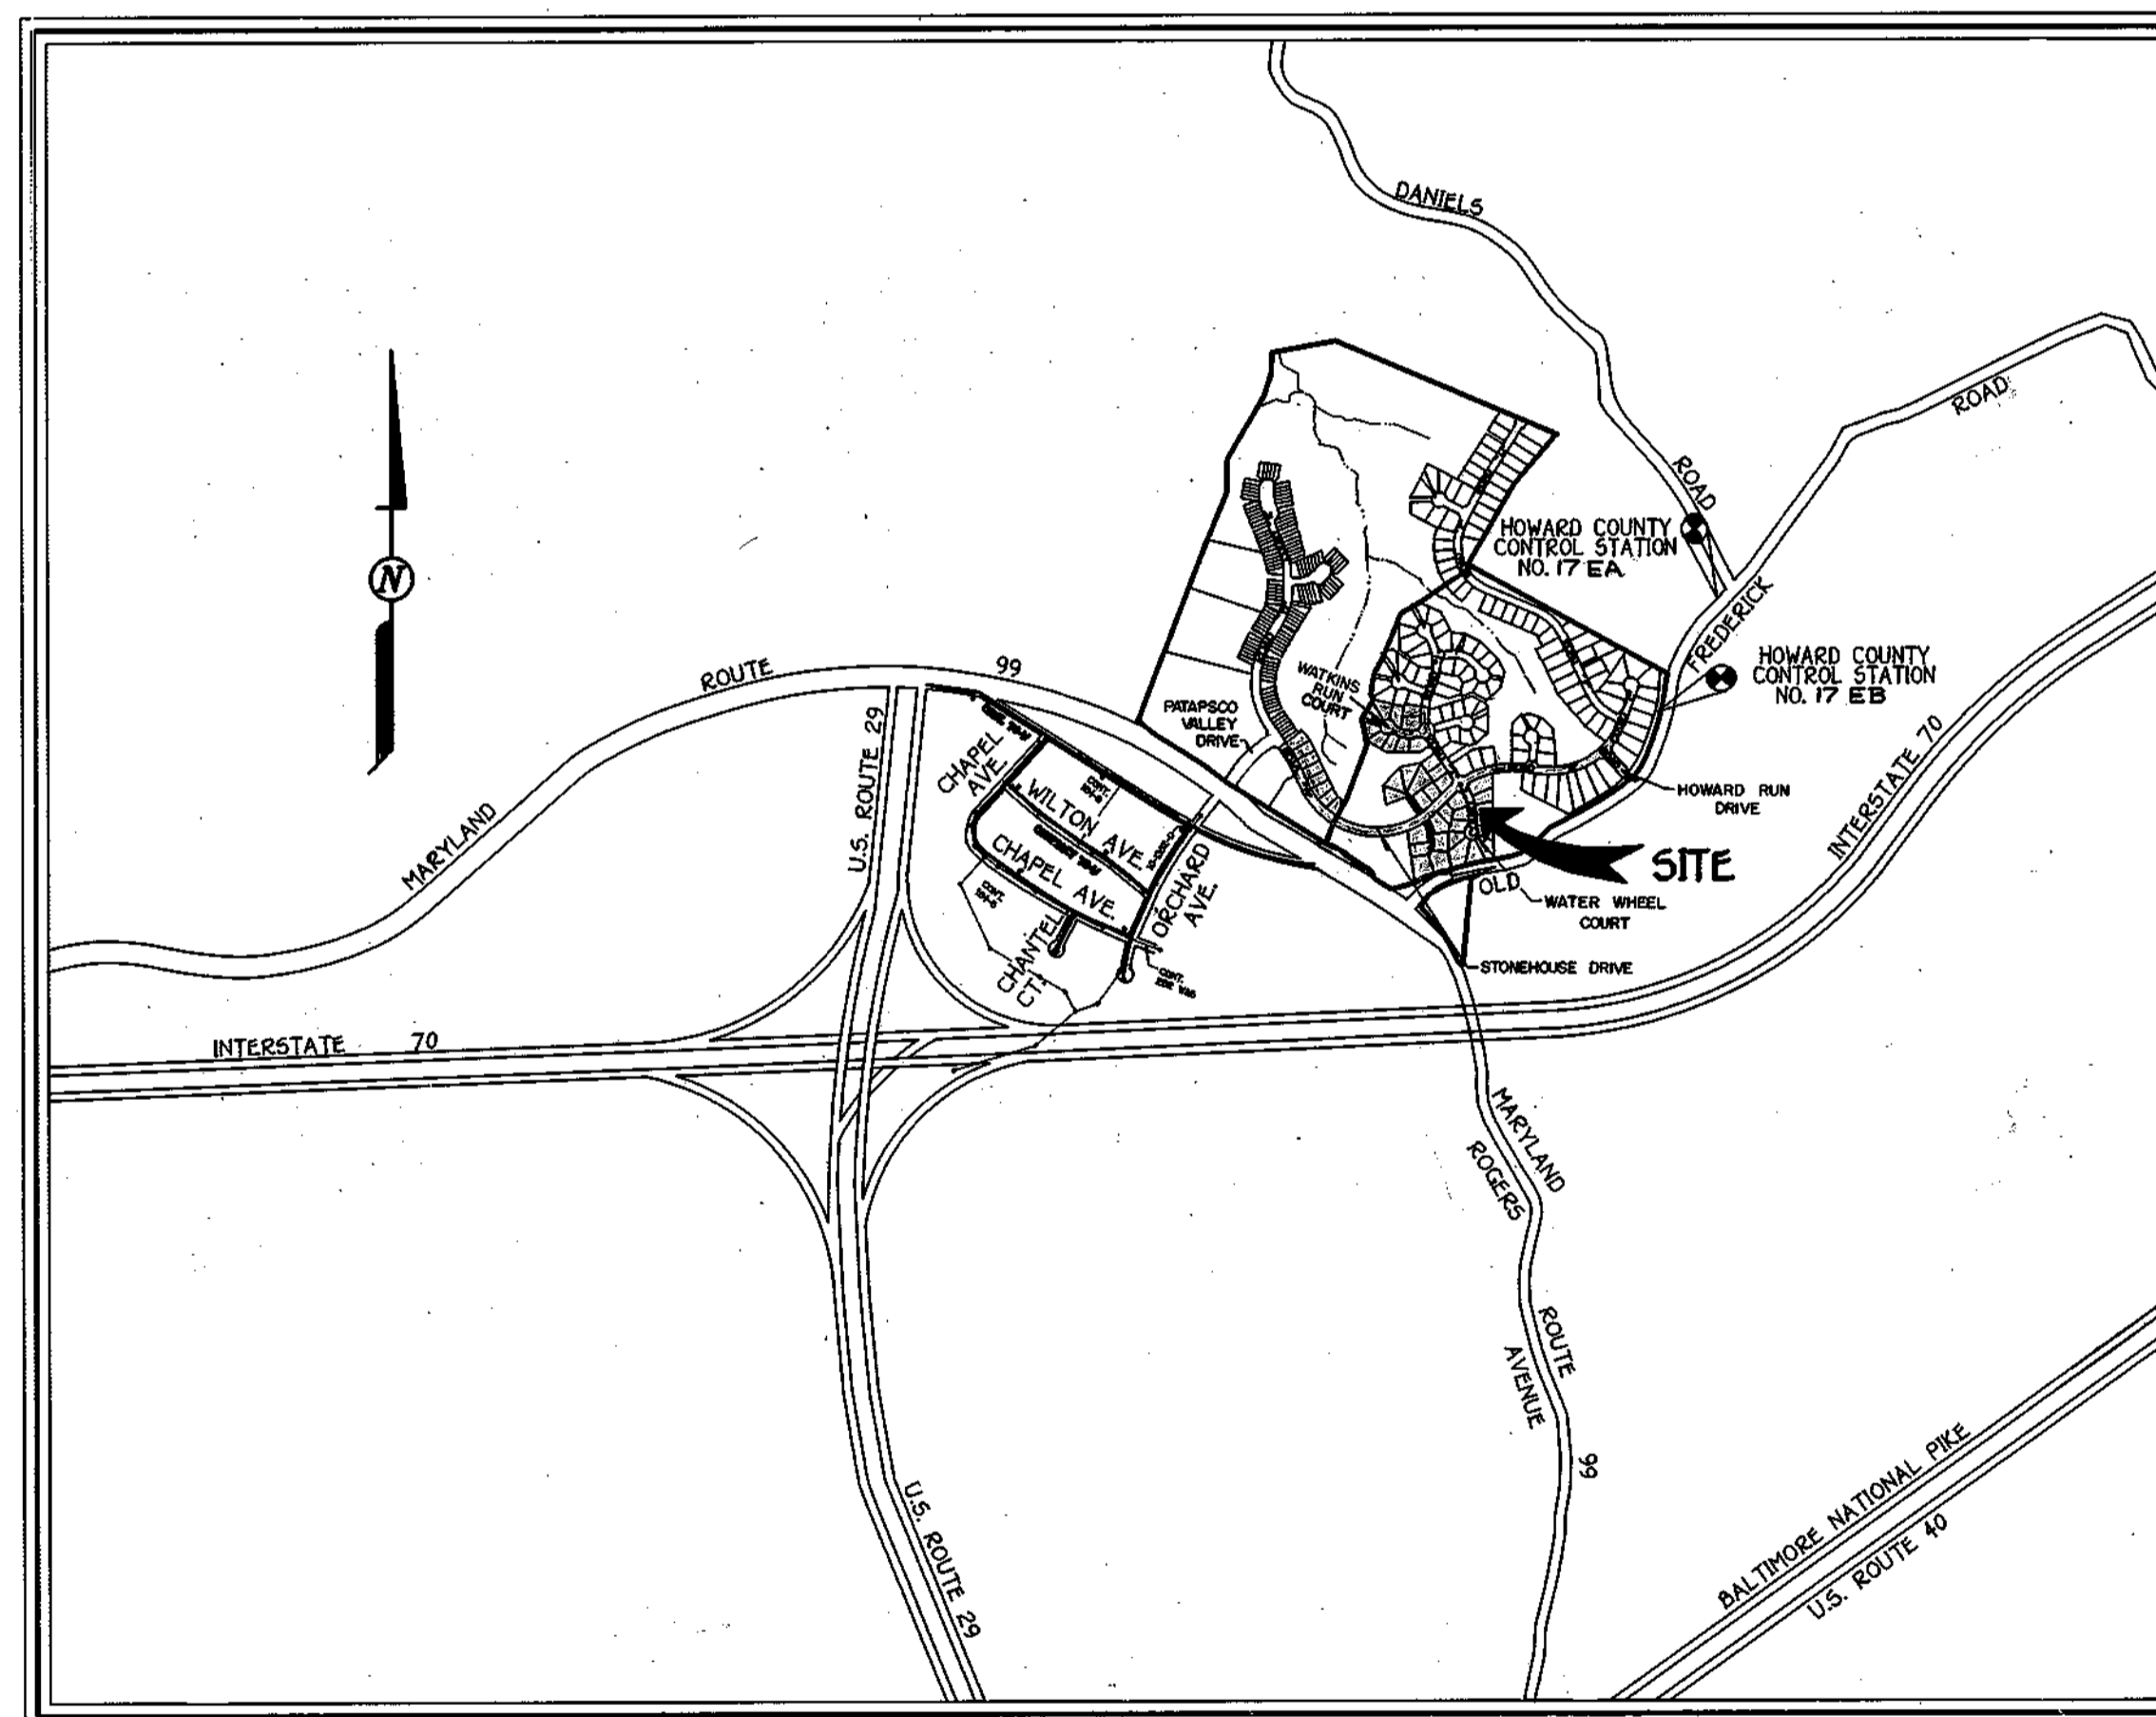 DANIELS
ROAD
ROAD
HOWARD COUNTY
CONTROL STATION
NO. 17 EA
FREDERICK
HOWARD COUNTY
CONTROL STATION
NO. 17 EB
N
ROUTE
99
WATKINS
RUN
COURT
PATAPSCO
VALLEY
DRIVE
U.S. ROUTE 29
CHAPEL
AVE.
WILTON AVE.
CHAPEL AVE.
ORCHARD
AVE.
CHANTEL
CT.
CONT.
CONT.
CONT.
MARYLAND
HOWARD RUN
DRIVE
INTERSTATE 70
SITE
OLD
WATER WHEEL
COURT
STONEHOUSE DRIVE
INTERSTATE 70
MARYLAND
ROGERS
ROUTE
AVENUE
99
U.S. ROUTE 29
BALTIMORE NATIONAL PIKE
U.S. ROUTE 40